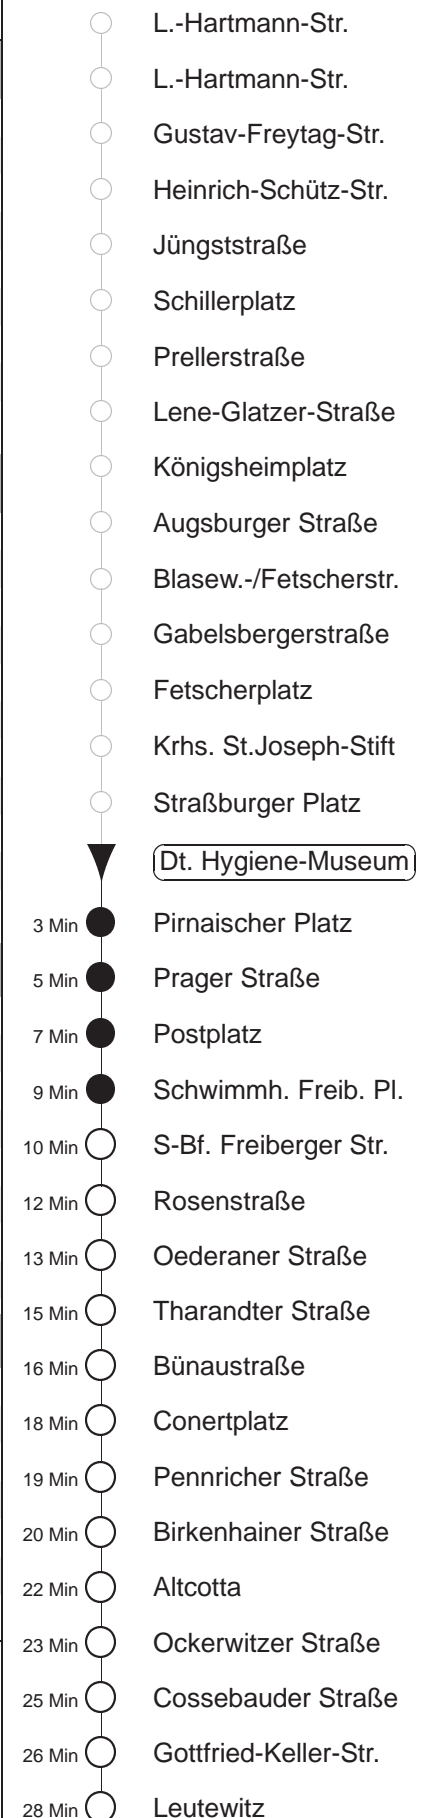 L.-Hartmann-Str.
L.-Hartmann-Str.
Gustav-Freytag-Str.
Heinrich-Schütz-Str.
Jüngststraße
Schillerplatz
Prellerstraße
Lene-Glatzer-Straße
Königsheimplatz
Augsburger Straße
Blasew.-/Fetscherstr.
Gabelsbergerstraße
Fetscherplatz
Krhs. St.Joseph-Stift
Straßburger Platz
Dt. Hygiene-Museum
3 Min Pirnaischer Platz
5 Min Prager Straße
7 Min Postplatz
9 Min Schwimmh. Freib. Pl.
10 Min S-Bf. Freiberger Str.
12 Min Rosenstraße
13 Min Oederaner Straße
15 Min Tharandter Straße
16 Min Bünaustraße
18 Min Conertplatz
19 Min Pennricher Straße
20 Min Birkenhainer Straße
22 Min Altcotta
23 Min Ockerwitzer Straße
25 Min Cossebauder Straße
26 Min Gottfried-Keller-Str.
28 Min Leutewitz